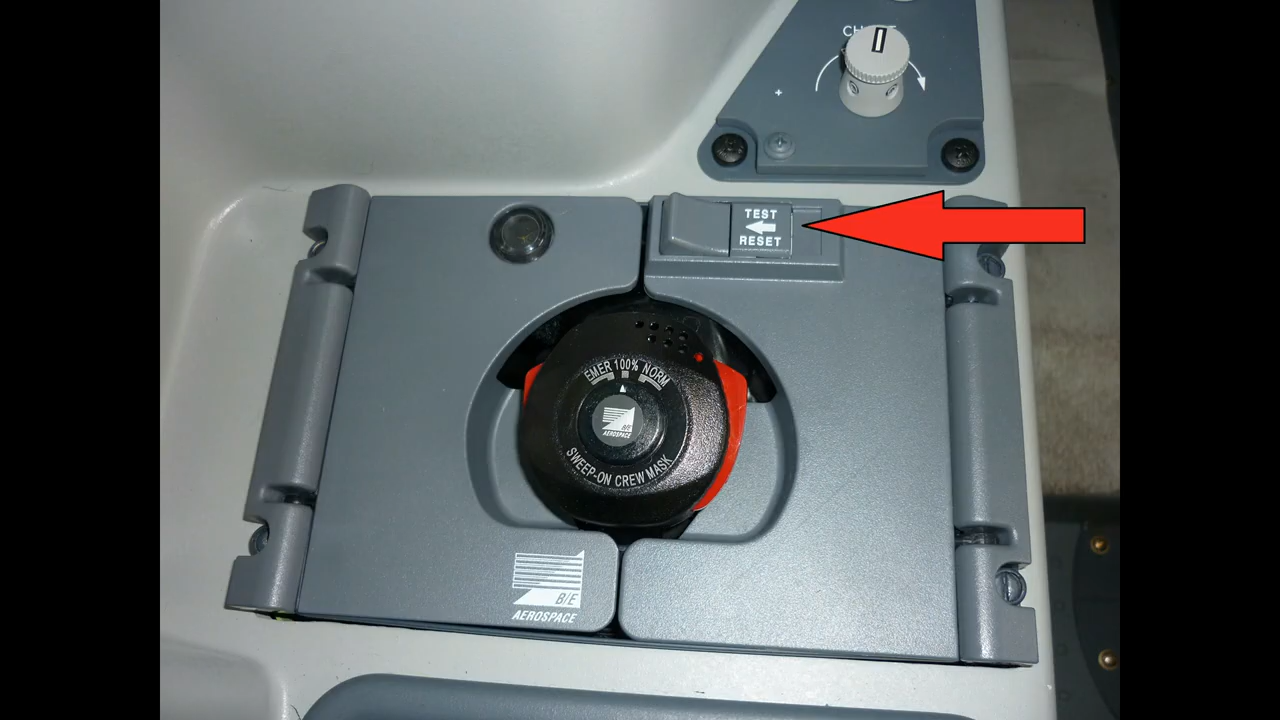 TEST
RESET
EMER 100% NORM
B/E
AEROSPACE
SWEEP-ON CREW MASK
B/E
AEROSPACE